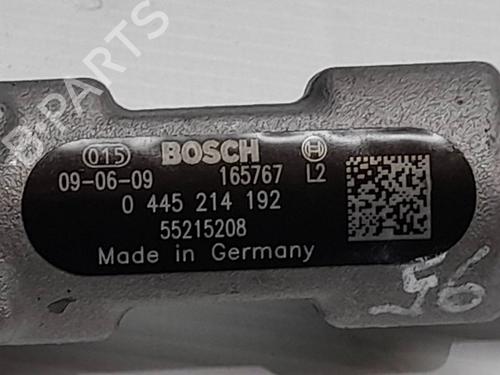 B PARTS
015 BOSCH
09-06-09 165767 L2
0 445 214 192
55215208
Made in Germany
56